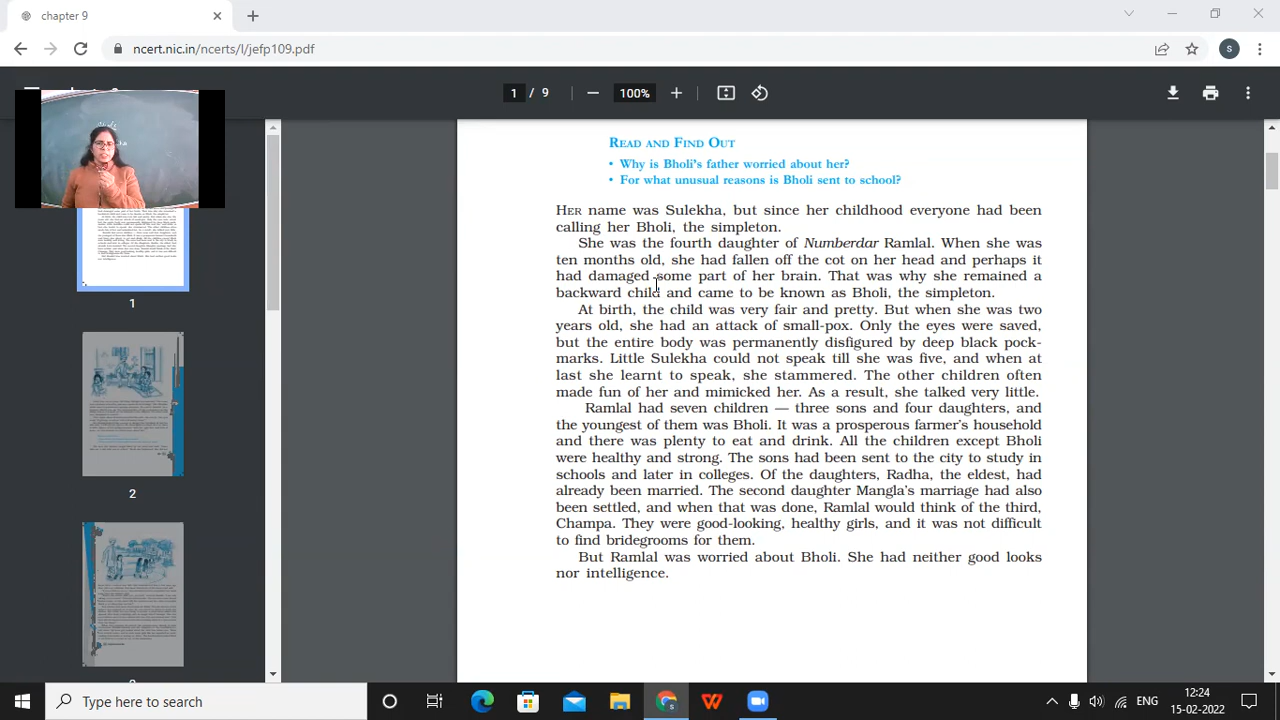 chapter 9
ncert.nic.in/ncerts/l/jefp109.pdf
S
1 / 9
100%
READ AND FIND OUT
• Why is Bholi's father worried about her?
• For what unusual reasons is Bholi sent to school?
Her name was Sulekha, but since her childhood everyone had been
calling her Bholi, the simpleton.
She was the fourth daughter of Numberdar Ramlal. When she was
ten months old, she had fallen off the cot on her head and perhaps it
had damaged some part of her brain. That was why she remained a
backward child and came to be known as Bholi, the simpleton.
At birth, the child was very fair and pretty. But when she was two
years old, she had an attack of small-pox. Only the eyes were saved,
but the entire body was permanently disfigured by deep black pock-
marks. Little Sulekha could not speak till she was five, and when at
last she learnt to speak, she stammered. The other children often
made fun of her and mimicked her. As a result, she talked very little.
Ramlal had seven children — three sons and four daughters, and
the youngest of them was Bholi. It was a prosperous farmer's household
and there was plenty to eat and drink. All the children except Bholi
were healthy and strong. The sons had been sent to the city to study in
schools and later in colleges. Of the daughters, Radha, the eldest, had
already been married. The second daughter Mangla's marriage had also
been settled, and when that was done, Ramlal would think of the third,
Champa. They were good-looking, healthy girls, and it was not difficult
to find bridegrooms for them.
But Ramlal was worried about Bholi. She had neither good looks
nor intelligence.
1
2
Type here to search
ENG
12:24
15-02-2022